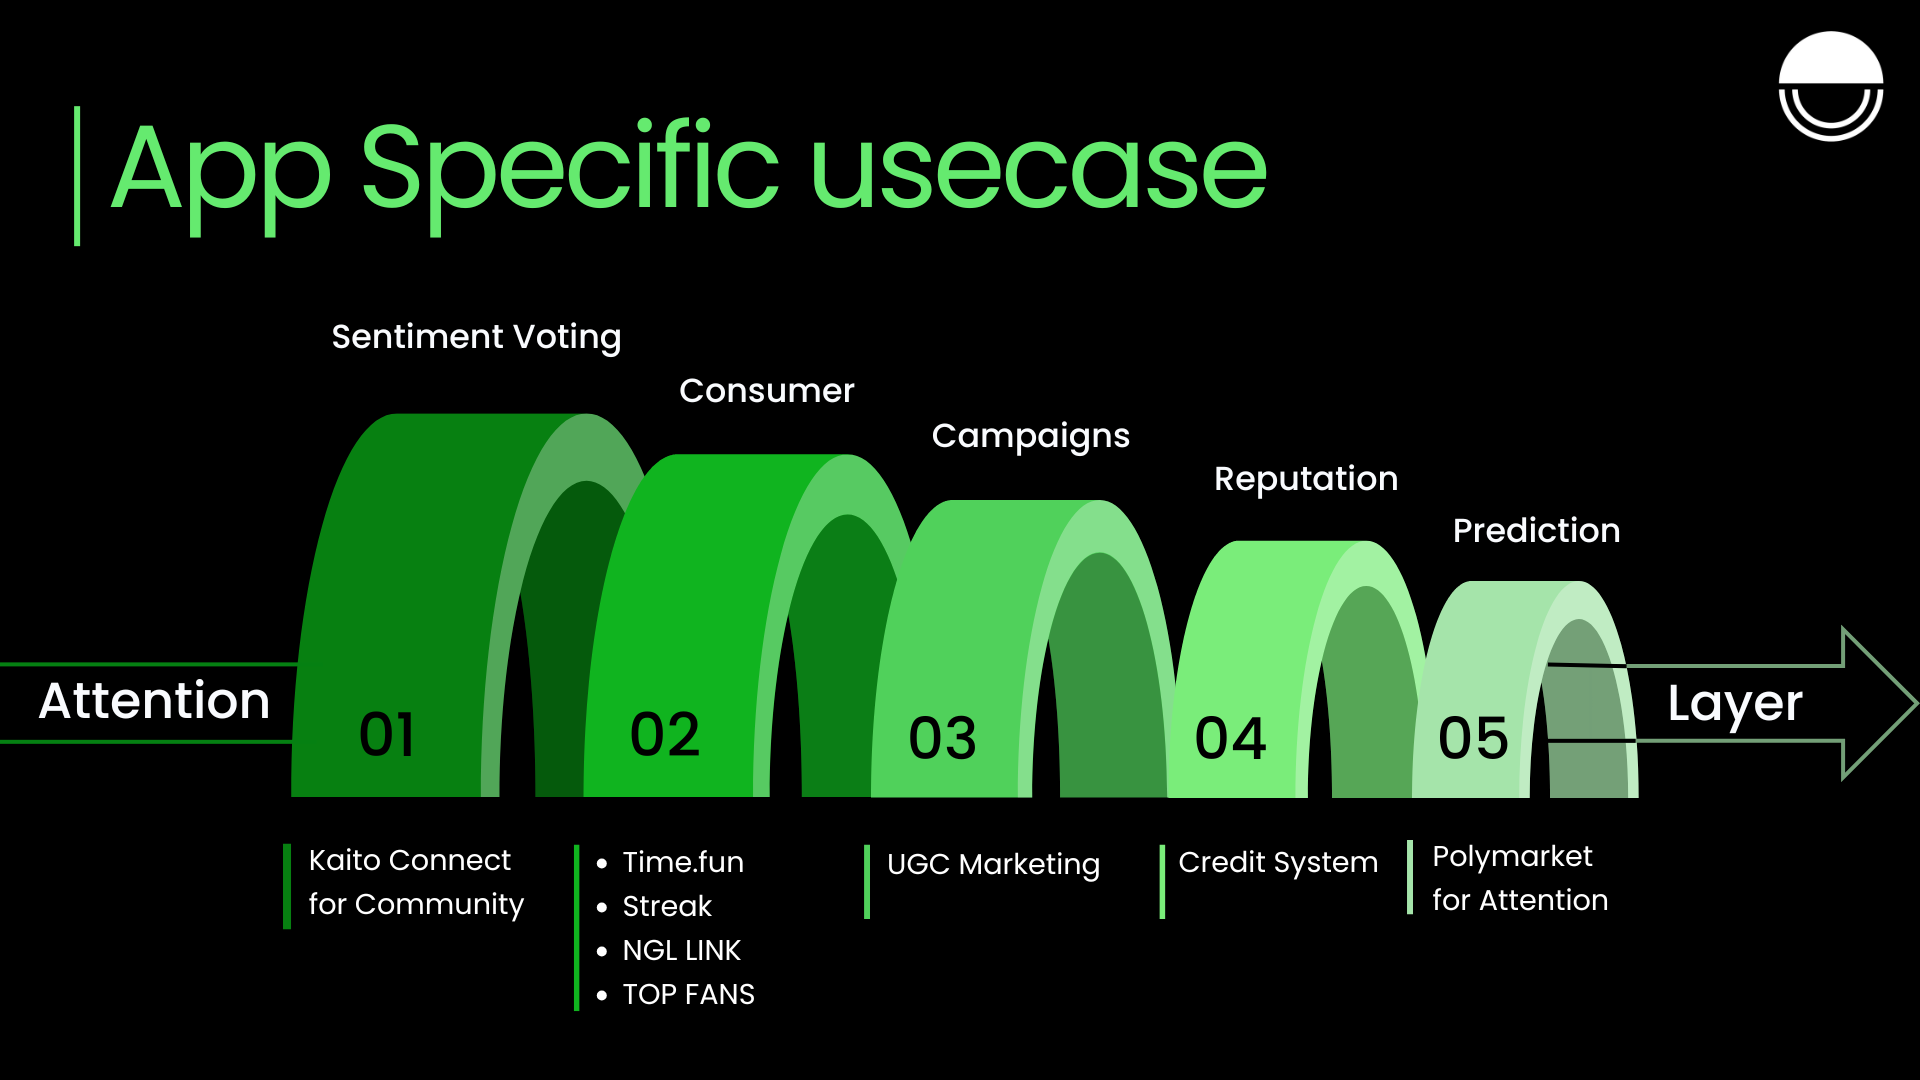 App Specific usecase
Sentiment Voting
Consumer
Campaigns
Reputation
Prediction
Attention
01
02
03
04
05
Layer
Kaito Connect
for Community
• Time.fun
• Streak
• NGL LINK
• TOP FANS
UGC Marketing
Credit System
Polymarket
for Attention